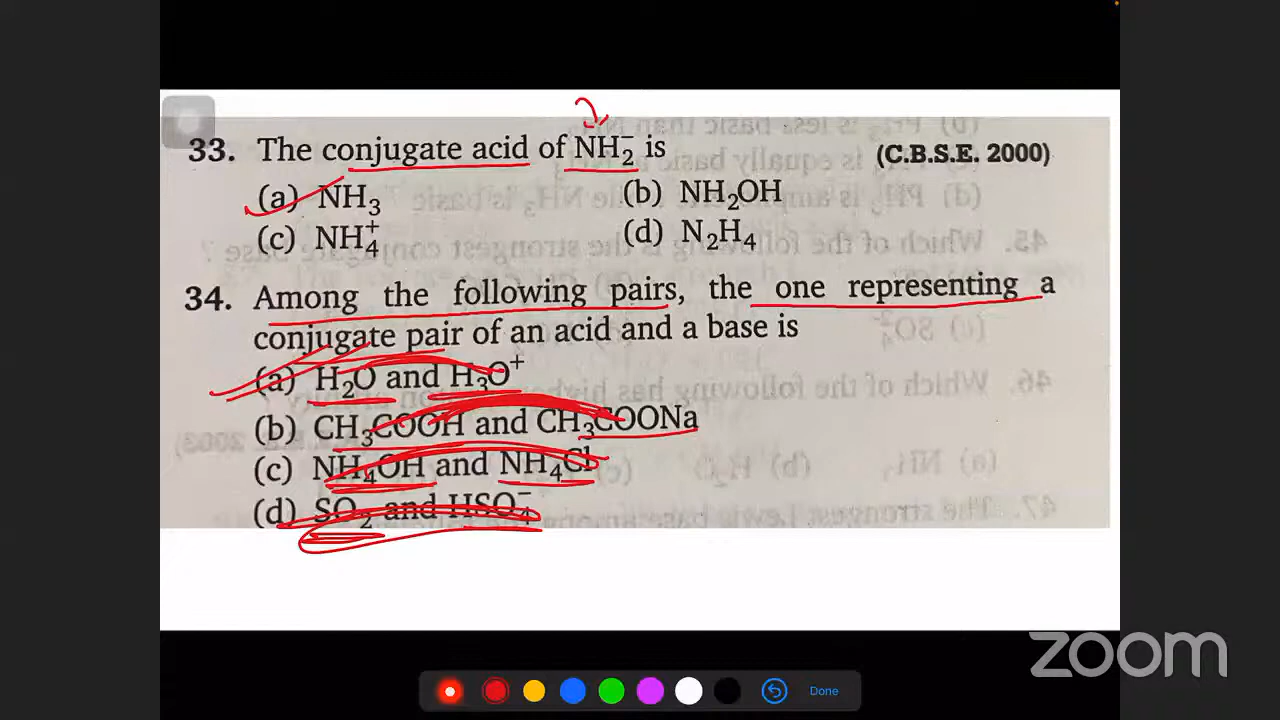 33. The conjugate acid of NH₂⁻ is (C.B.S.E. 2000)
(a) NH₃ (b) NH₂OH
(c) NH₄⁺ (d) N₂H₄
34. Among the following pairs, the one representing a
conjugate pair of an acid and a base is
(a) H₂O and H₃O⁺
(b) CH₃COOH and CH₃COONa
(c) NH₄OH and NH₄Cl
(d) SO₂ and HSO₄⁻
zoom
Done